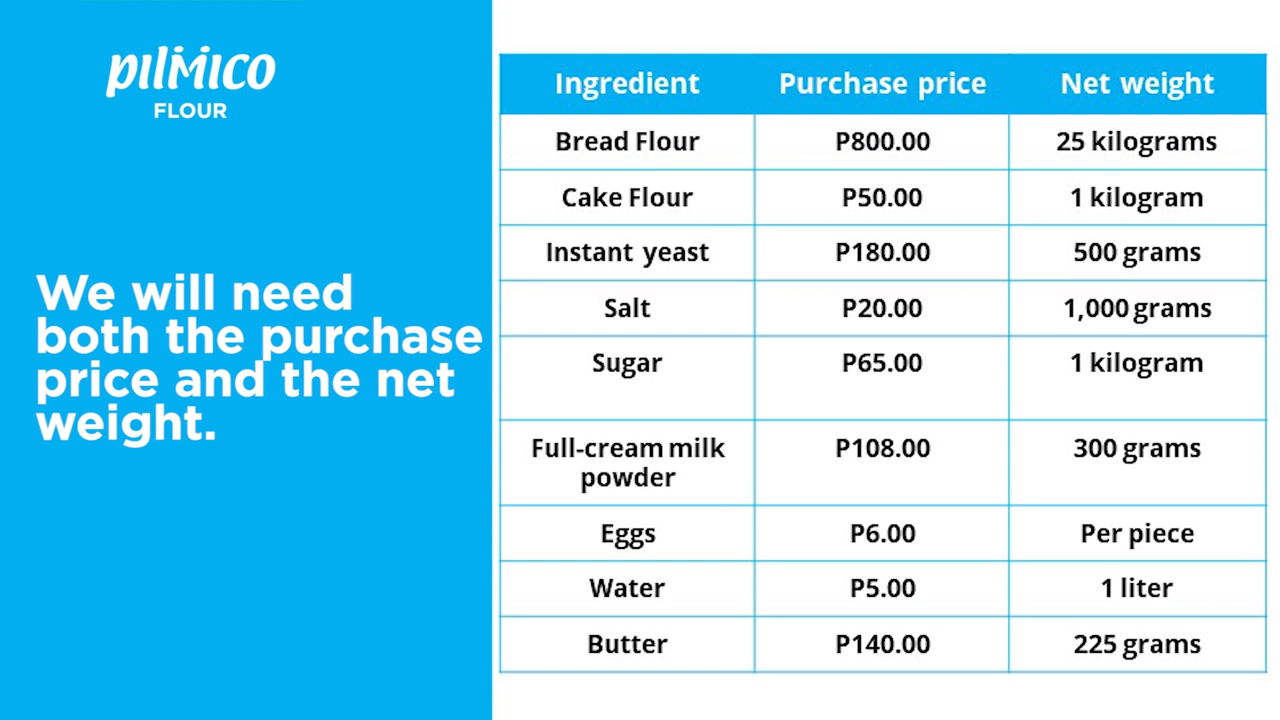 pilmico
FLOUR
We will need
both the purchase
price and the net
weight.
Ingredient Purchase price Net weight
Bread Flour P800.00 25 kilograms
Cake Flour P50.00 1 kilogram
Instant yeast P180.00 500 grams
Salt P20.00 1,000 grams
Sugar P65.00 1 kilogram
Full-cream milk P108.00 300 grams
powder
Eggs P6.00 Per piece
Water P5.00 1 liter
Butter P140.00 225 grams